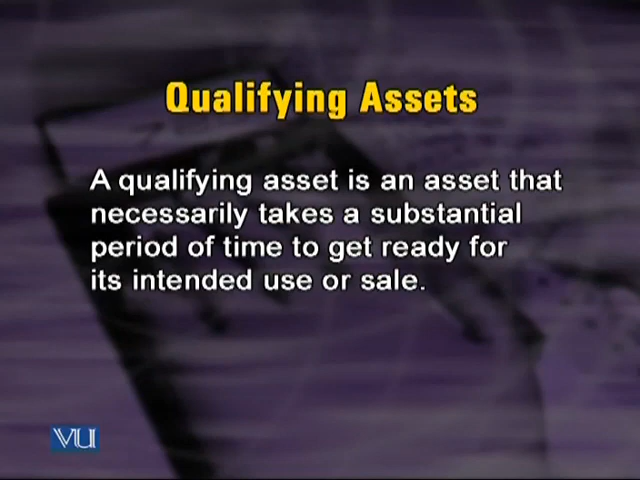 Qualifying Assets
A qualifying asset is an asset that
necessarily takes a substantial
period of time to get ready for
its intended use or sale.
VU